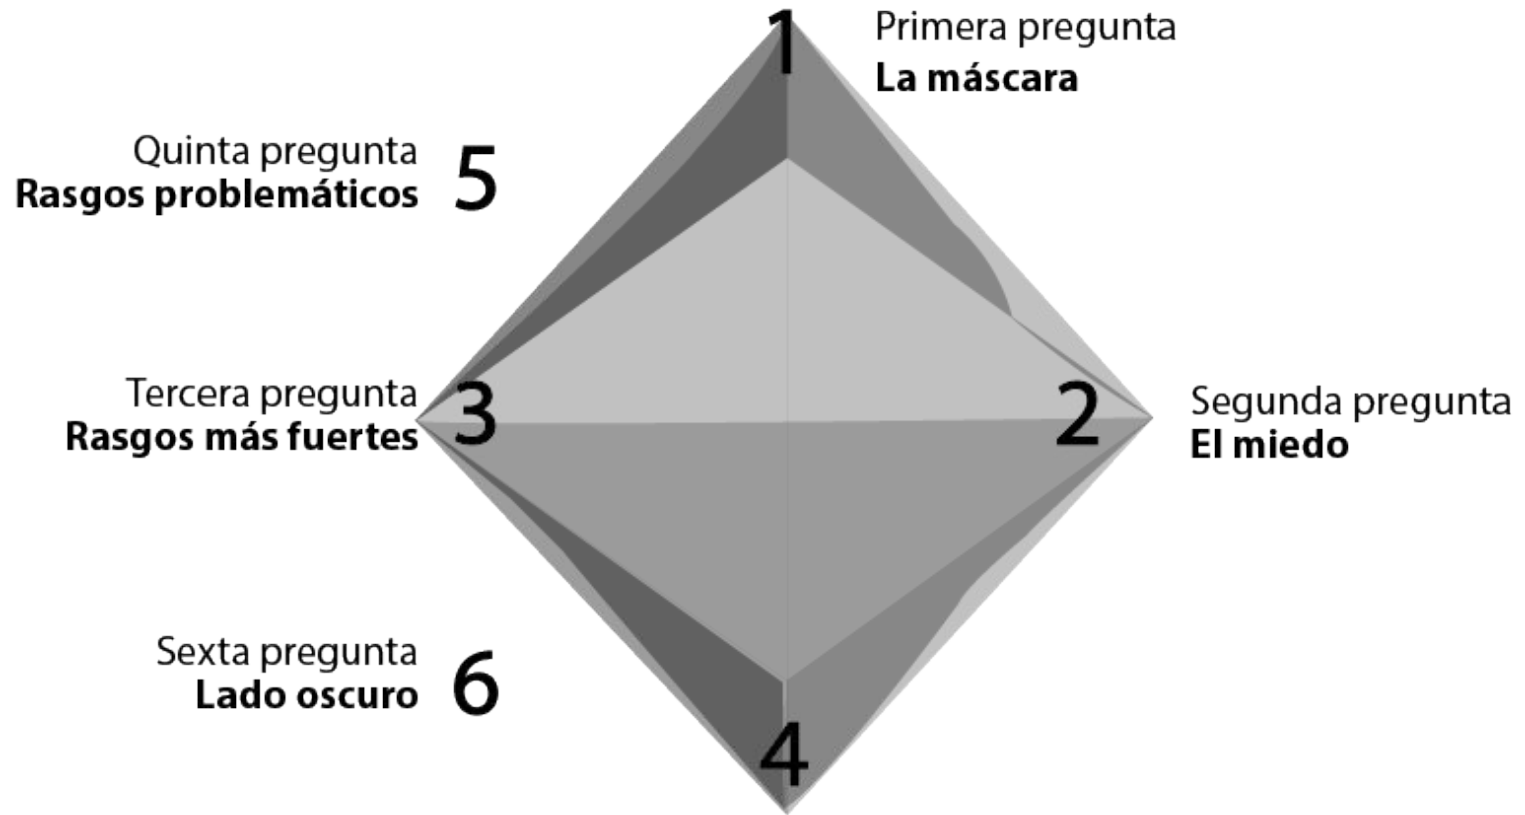 1
Primera pregunta
La máscara
Quinta pregunta
Rasgos problemáticos
5
Tercera pregunta
Rasgos más fuertes
3
2
Segunda pregunta
El miedo
Sexta pregunta
Lado oscuro
6
4